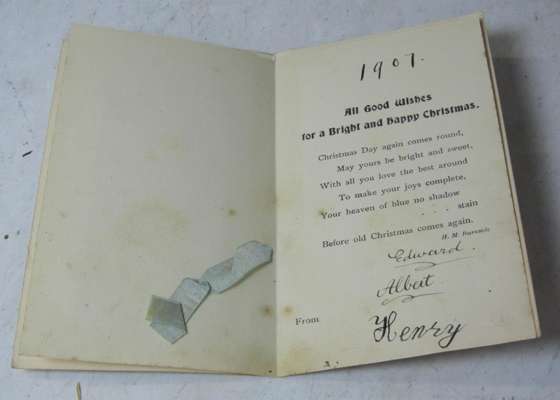 1907.
All Good Wishes
for a Bright and Happy Christmas.
Christmas Day again comes round,
May yours be bright and sweet,
With all you love the best around
To make your joys complete,
Your heaven of blue no shadow
. . . stain
Before old Christmas comes again.
H. M. Burnside
Edward.
Albert
From
Henry